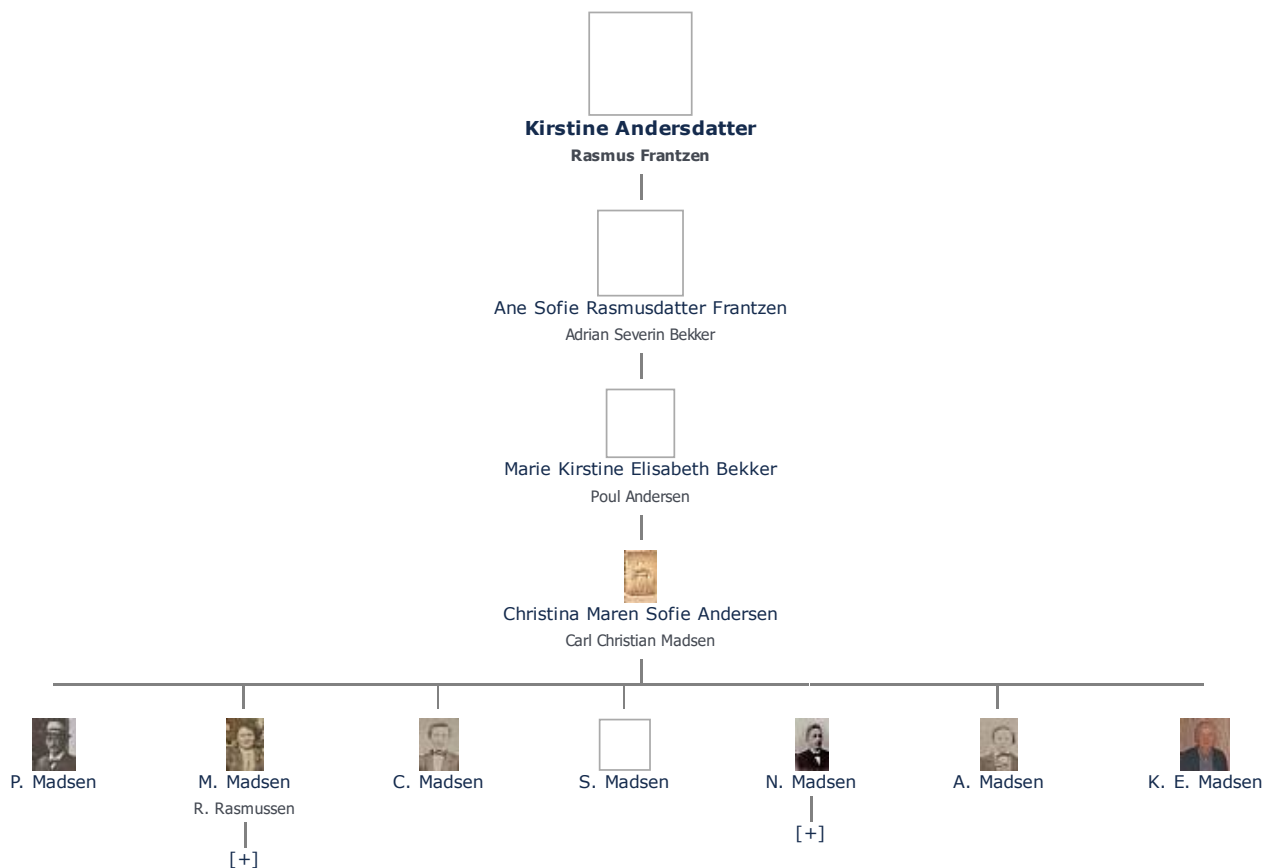 Kirstine Andersdatter
Rasmus Frantzen
Ane Sofie Rasmusdatter Frantzen
Adrian Severin Bekker
Marie Kirstine Elisabeth Bekker
Poul Andersen
Christina Maren Sofie Andersen
Carl Christian Madsen
P. Madsen M. Madsen C. Madsen S. Madsen N. Madsen A. Madsen K. E. Madsen
R. Rasmussen
[+]
[+]